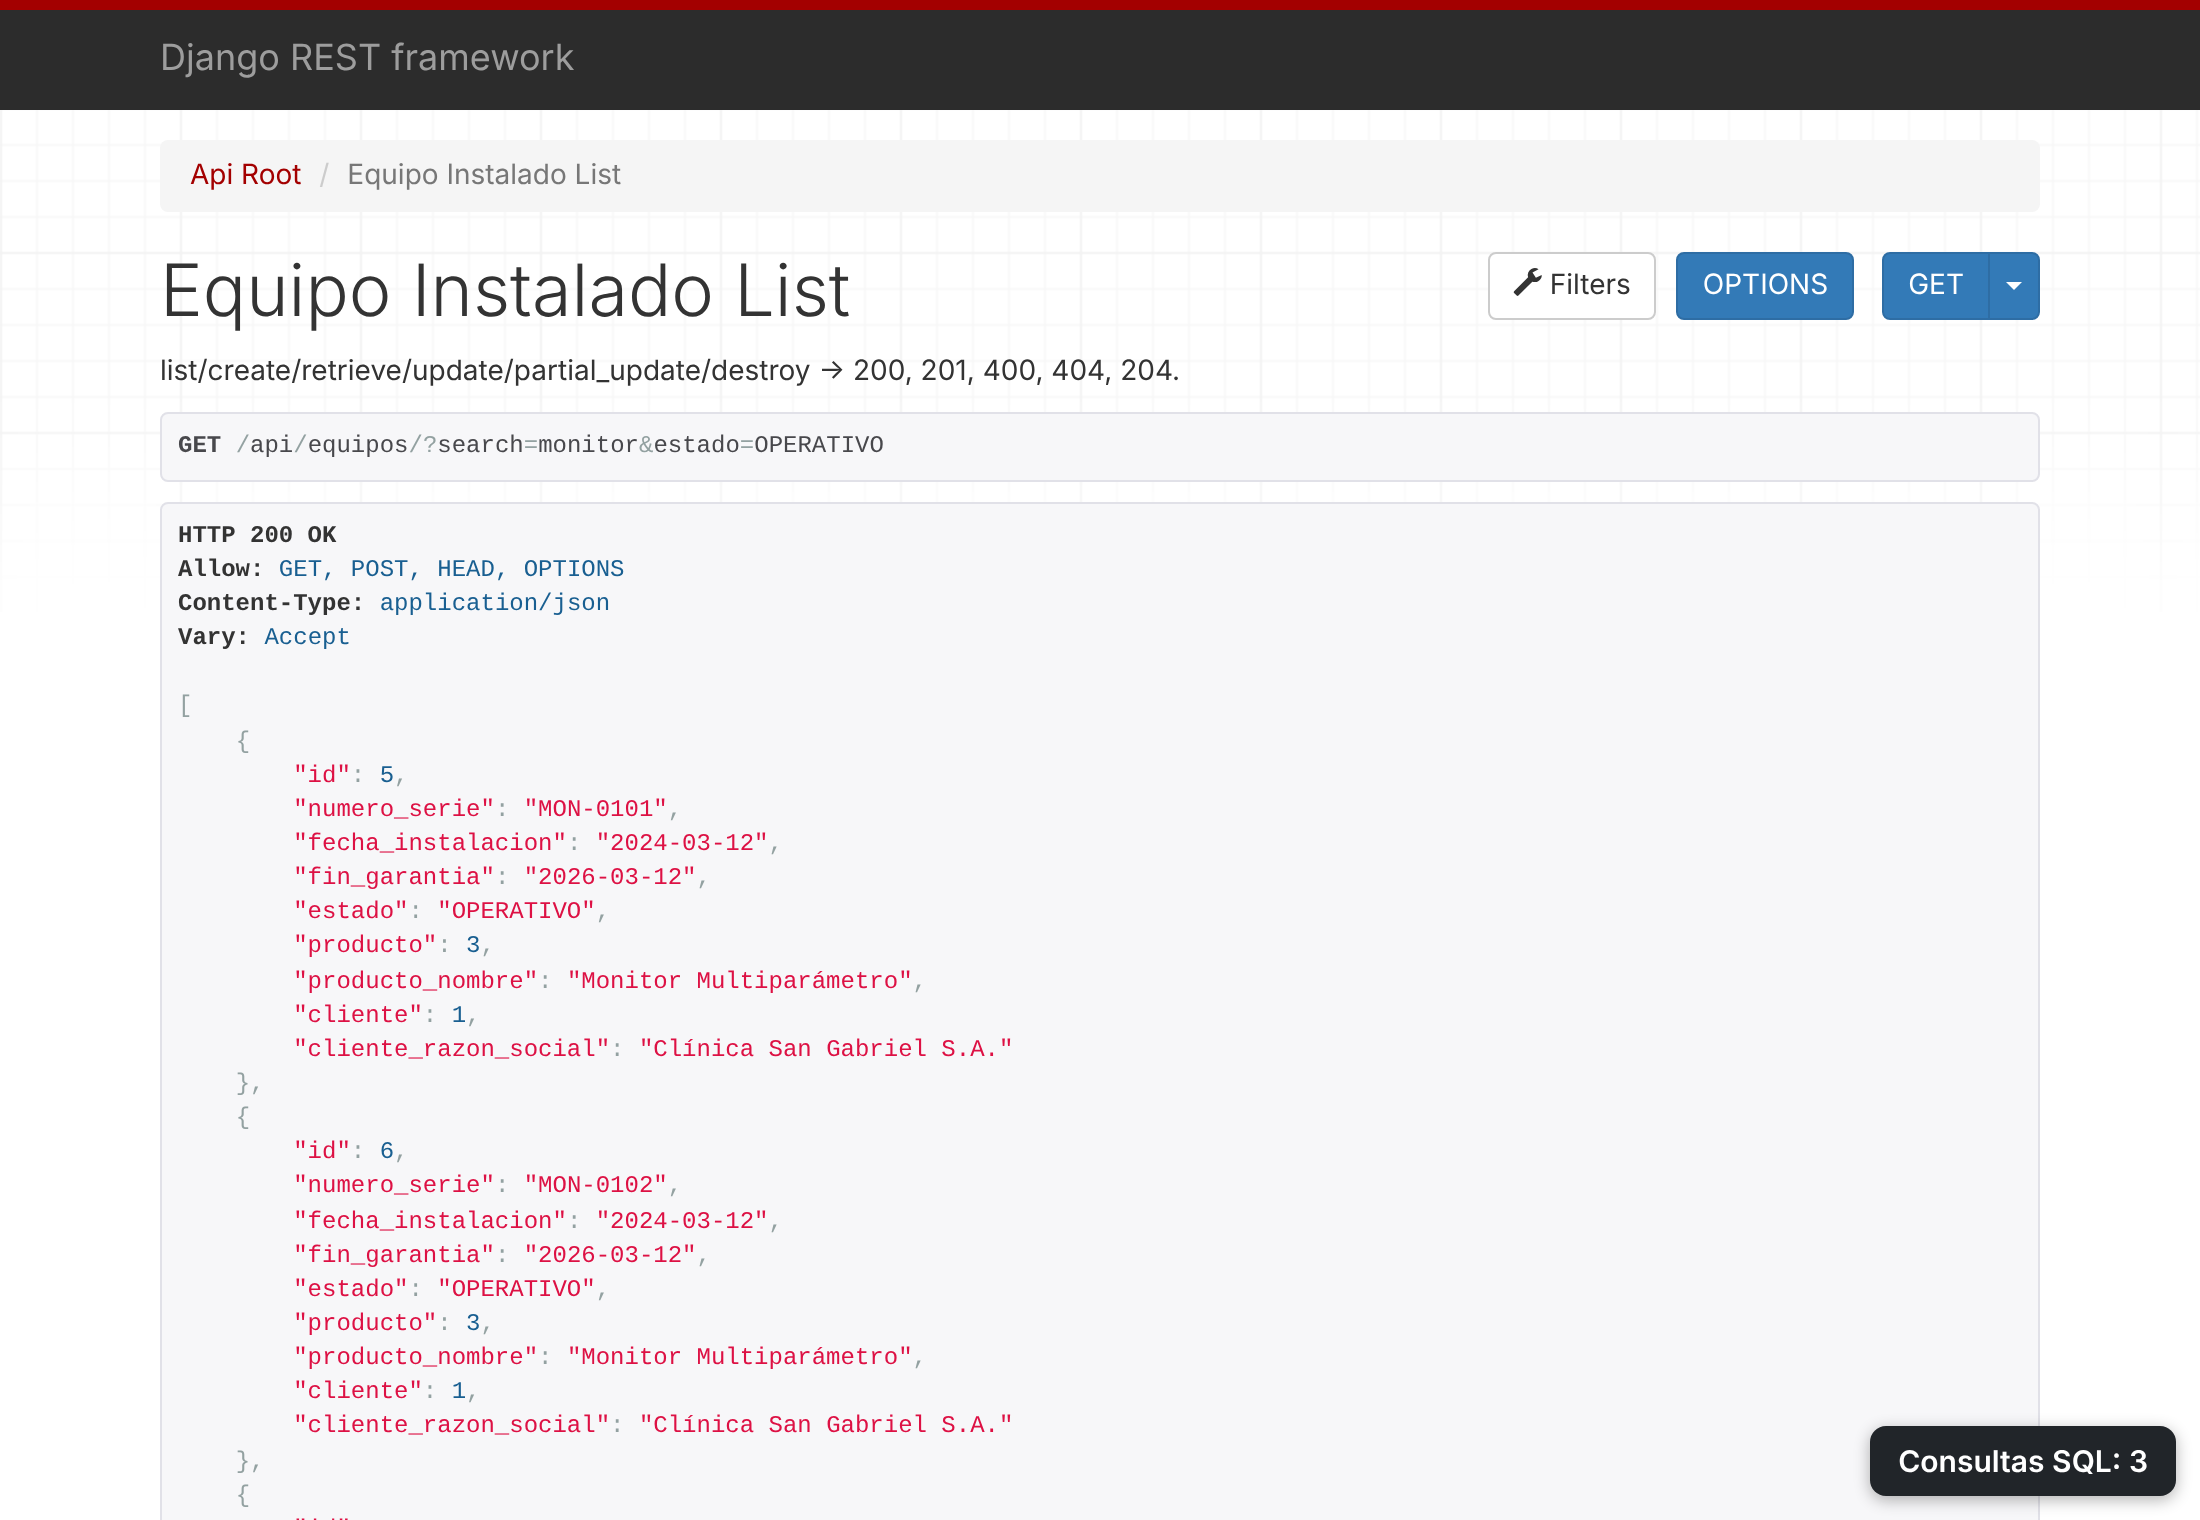 Django REST framework
Api Root / Equipo Instalado List
Equipo Instalado List
Filters
OPTIONS
GET
list/create/retrieve/update/partial_update/destroy → 200, 201, 400, 404, 204.
GET /api/equipos/?search=monitor&estado=OPERATIVO
HTTP 200 OK
Allow: GET, POST, HEAD, OPTIONS
Content-Type: application/json
Vary: Accept
[
    {
        "id": 5,
        "numero_serie": "MON-0101",
        "fecha_instalacion": "2024-03-12",
        "fin_garantia": "2026-03-12",
        "estado": "OPERATIVO",
        "producto": 3,
        "producto_nombre": "Monitor Multiparámetro",
        "cliente": 1,
        "cliente_razon_social": "Clínica San Gabriel S.A."
    },
    {
        "id": 6,
        "numero_serie": "MON-0102",
        "fecha_instalacion": "2024-03-12",
        "fin_garantia": "2026-03-12",
        "estado": "OPERATIVO",
        "producto": 3,
        "producto_nombre": "Monitor Multiparámetro",
        "cliente": 1,
        "cliente_razon_social": "Clínica San Gabriel S.A."
    },
    {
Consultas SQL: 3